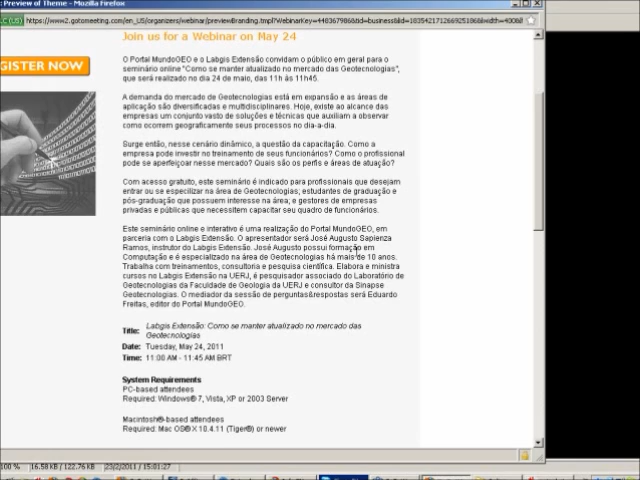 : Preview of Theme - Mozilla Firefox
https://www2.gotomeeting.com/en_US/organizers/webinar/previewBranding.tmpl?WebinarKey=448367986&tid=business&id=
Join us for a Webinar on May 24
GISTER NOW
O Portal MundoGEO e o Labgis Extensão convidam o público em geral para o
seminário online "Como se manter atualizado no mercado das Geotecnologias",
que será realizado no dia 24 de maio, das 11h às 11h45.
A demanda do mercado de Geotecnologias está em expansão e as áreas de
aplicação são diversificadas e multidisciplinares. Hoje, existe ao alcance das
empresas um conjunto vasto de soluções e técnicas que auxiliam a observar
como ocorrem geograficamente seus processos no dia-a-dia.
Surge então, nesse cenário dinâmico, a questão da capacitação. Como a
empresa pode investir no treinamento de seus funcionários? Como o profissional
pode se aperfeiçoar nesse mercado? Quais são os perfis e áreas de atuação?
Com acesso gratuito, este seminário é indicado para profissionais que desejam
entrar ou se especilizar na área de Geotecnologias; estudantes de graduação e
pós-graduação que possuem interesse na área; e gestores de empresas
privadas e públicas que necessitem capacitar seu quadro de funcionários.
Este seminário online e interativo é uma realização do Portal MundoGEO, em
parceria com o Labgis Extensão. O apresentador será José Augusto Sapienza
Ramos, instrutor do Labgis Extensão. José Augusto possui formação em
Computação e é especializado na área de Geotecnologias há mais de 10 anos.
Trabalha com treinamentos, consultoria e pesquisa científica. Elabora e ministra
cursos no Labgis Extensão na UERJ, é pesquisador associado do Laboratório de
Geotecnologias da Faculdade de Geologia da UERJ e consultor da Sinapse
Geotecnologias. O mediador da sessão de perguntas&respostas será Eduardo
Freitas, editor do Portal MundoGEO.
Title: Labgis Extensão: Como se manter atualizado no mercado das
Geotecnologias
Date: Tuesday, May 24, 2011
Time: 11:00 AM - 11:45 AM BRT
System Requirements
PC-based attendees
Required: Windows® 7, Vista, XP or 2003 Server
Macintosh®-based attendees
Required: Mac OS® X 10.4.11 (Tiger®) or newer
100 % 16.58 KB / 122.76 KB 23/2/2011 / 15:01:27